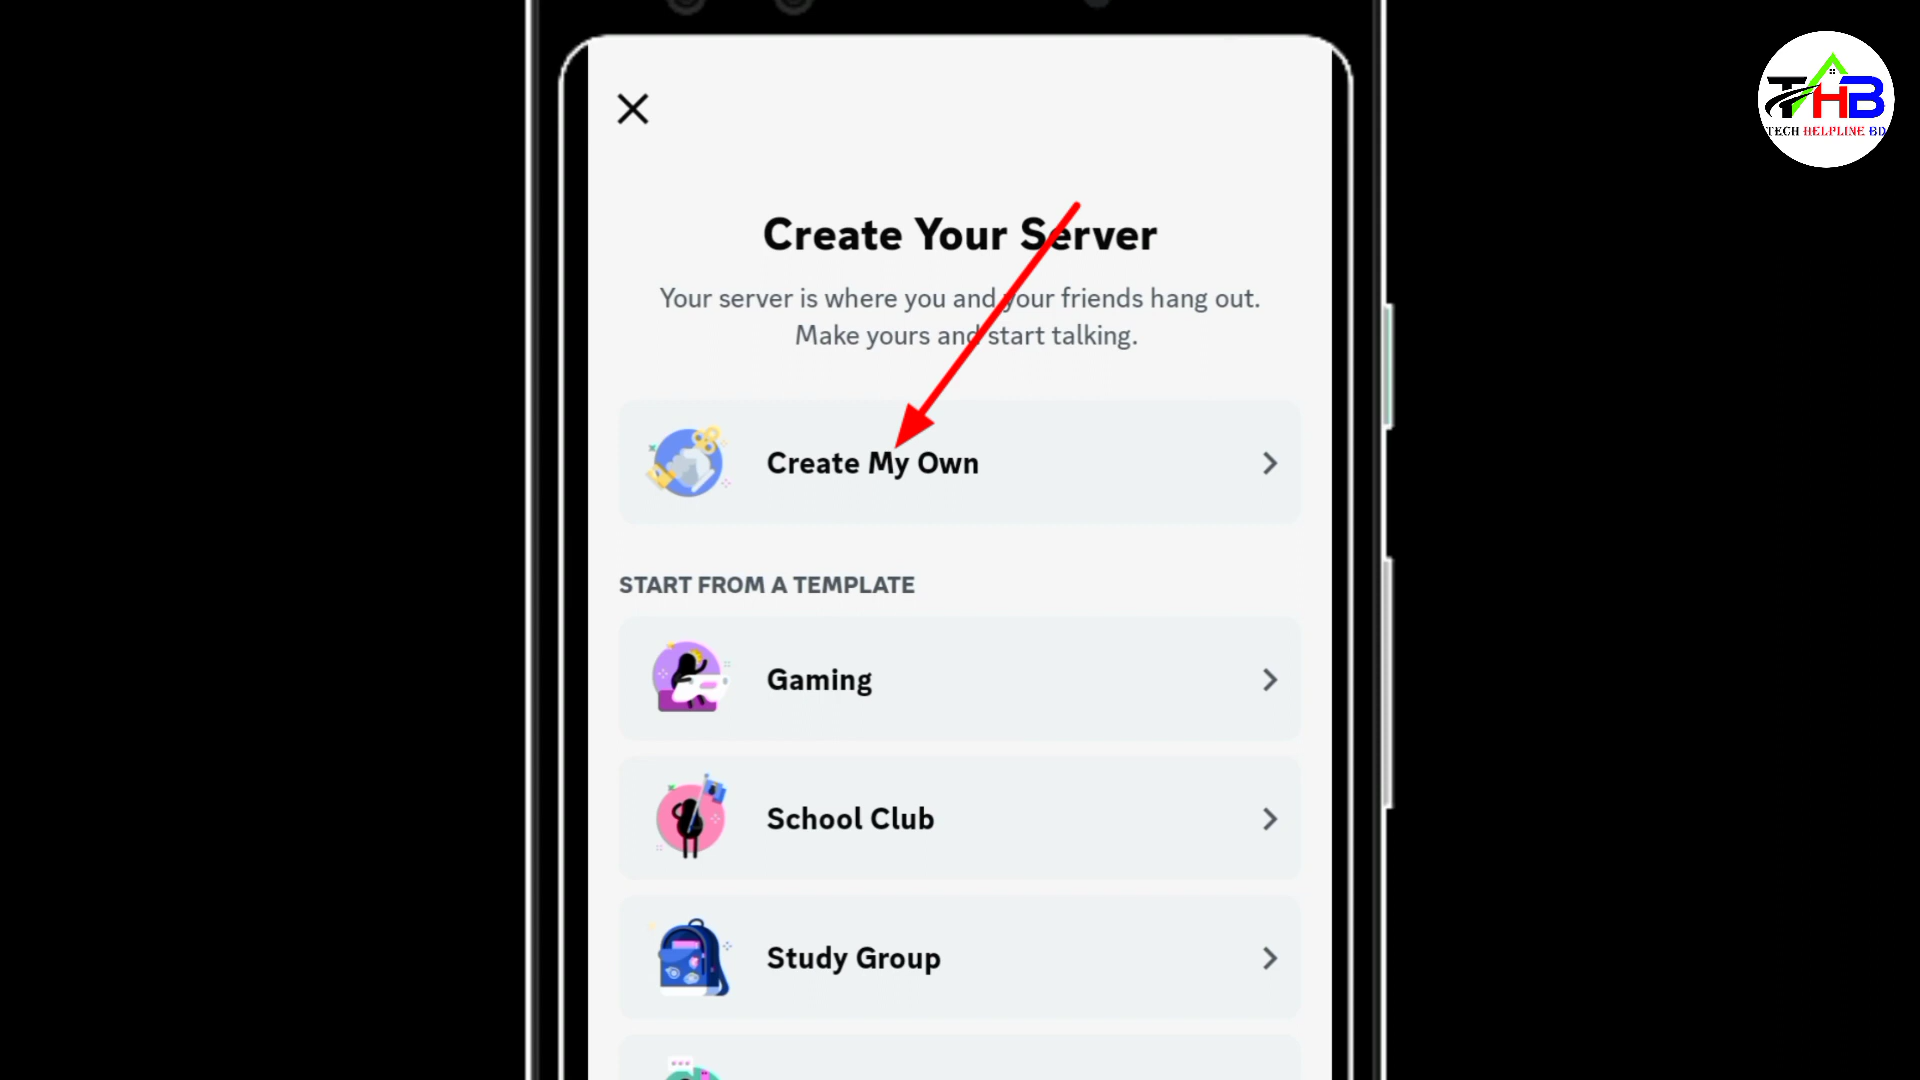 THB
TECH HELPLINE BD
Create Your Server
Your server is where you and your friends hang out.
Make yours and start talking.
Create My Own
START FROM A TEMPLATE
Gaming
School Club
Study Group